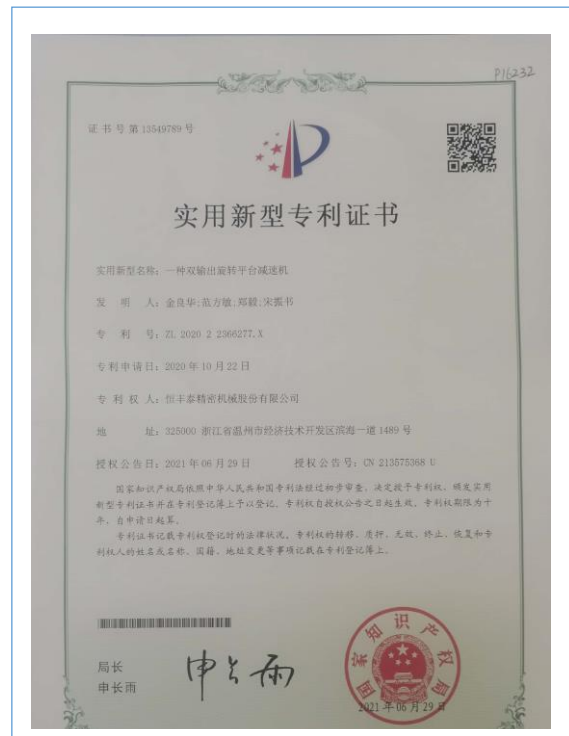 P16232
证书号第13549789号
实用新型专利证书
实用新型名称：一种双输出旋转平台减速机
发 明 人：金良华;范方敏;郑毅;宋振书
专 利 号：ZL 2020 2 2366277.X
专利申请日：2020年10月22日
专 利 权 人：恒丰泰精密机械股份有限公司
地 址：325000 浙江省温州市经济技术开发区滨海一道1489号
授权公告日：2021年06月29日 授权公告号：CN 213575368 U
国家知识产权局依照中华人民共和国专利法经过初步审查，决定授予专利权，颁发实用
新型专利证书并在专利登记簿上予以登记。专利权自授权公告之日起生效。专利权期限为十
年，自申请日起算。
专利证书记载专利权登记时的法律状况。专利权的转移、质押、无效、终止、恢复和专
利权人的姓名或名称、国籍、地址变更等事项记载在专利登记簿上。
局长
申长雨
申长雨
国家知识产权局
2021年06月29日